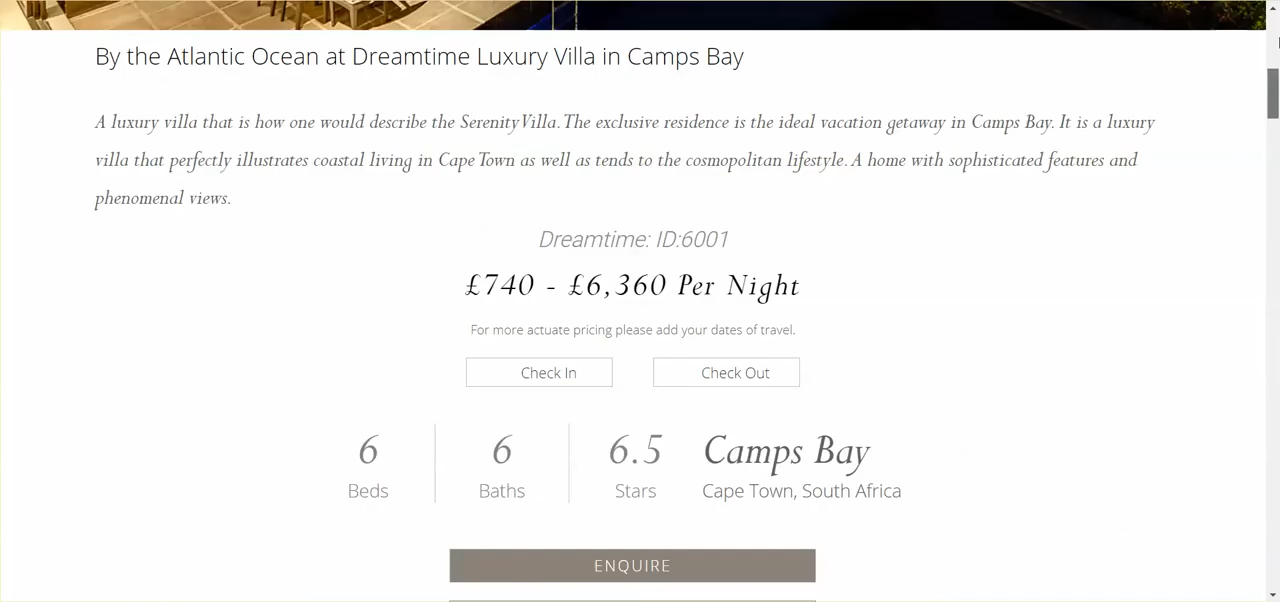 By the Atlantic Ocean at Dreamtime Luxury Villa in Camps Bay
A luxury villa that is how one would describe the Serenity Villa. The exclusive residence is the ideal vacation getaway in Camps Bay. It is a luxury
villa that perfectly illustrates coastal living in Cape Town as well as tends to the cosmopolitan lifestyle. A home with sophisticated features and
phenomenal views.
Dreamtime: ID:6001
£740 - £6,360 Per Night
For more actuate pricing please add your dates of travel.
Check In Check Out
6 6 6.5 Camps Bay
Beds Baths Stars Cape Town, South Africa
ENQUIRE